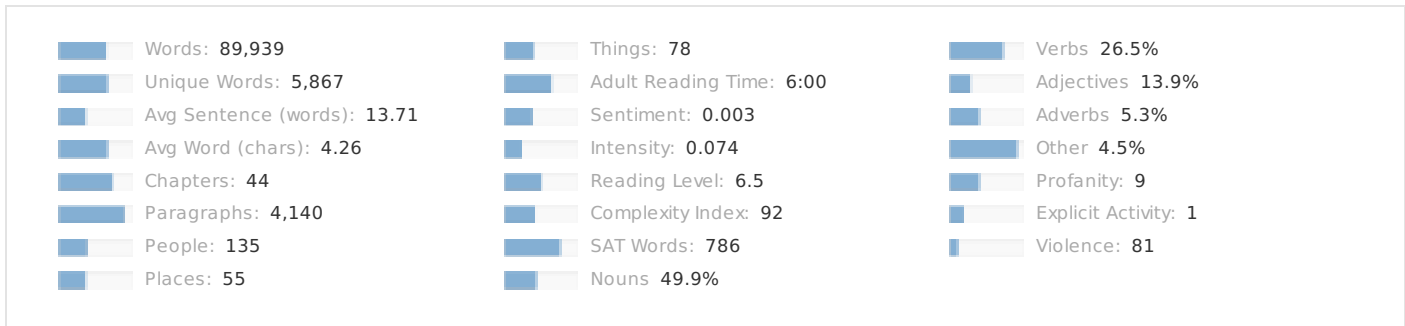 Words: 89,939
Unique Words: 5,867
Avg Sentence (words): 13.71
Avg Word (chars): 4.26
Chapters: 44
Paragraphs: 4,140
People: 135
Places: 55
Things: 78
Adult Reading Time: 6:00
Sentiment: 0.003
Intensity: 0.074
Reading Level: 6.5
Complexity Index: 92
SAT Words: 786
Nouns 49.9%
Verbs 26.5%
Adjectives 13.9%
Adverbs 5.3%
Other 4.5%
Profanity: 9
Explicit Activity: 1
Violence: 81